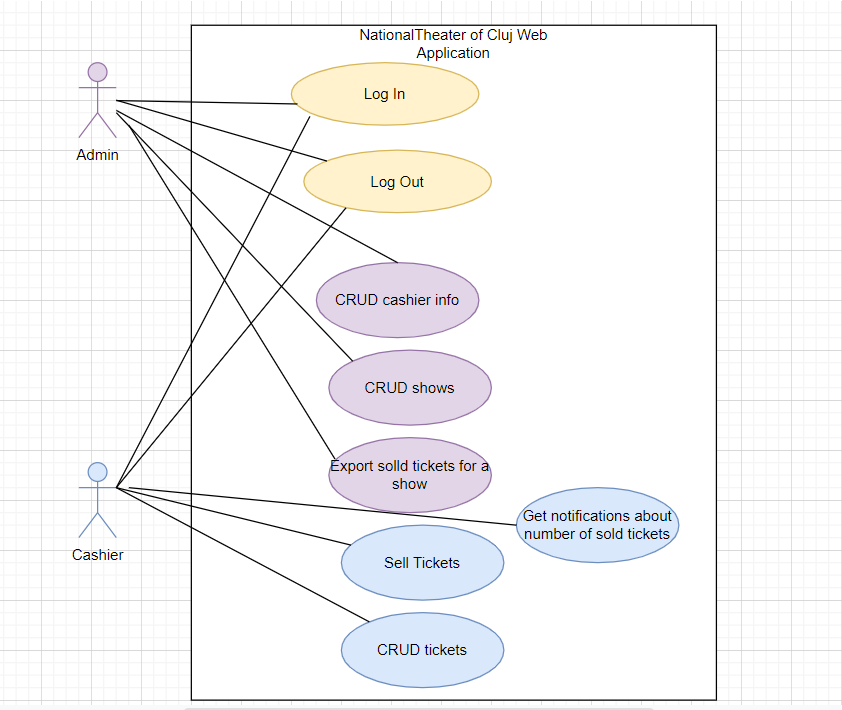 NationalTheater of Cluj Web
Application
Log In
Admin
Log Out
CRUD cashier info
CRUD shows
Export solld tickets for a
show
Get notifications about
number of sold tickets
Cashier
Sell Tickets
CRUD tickets